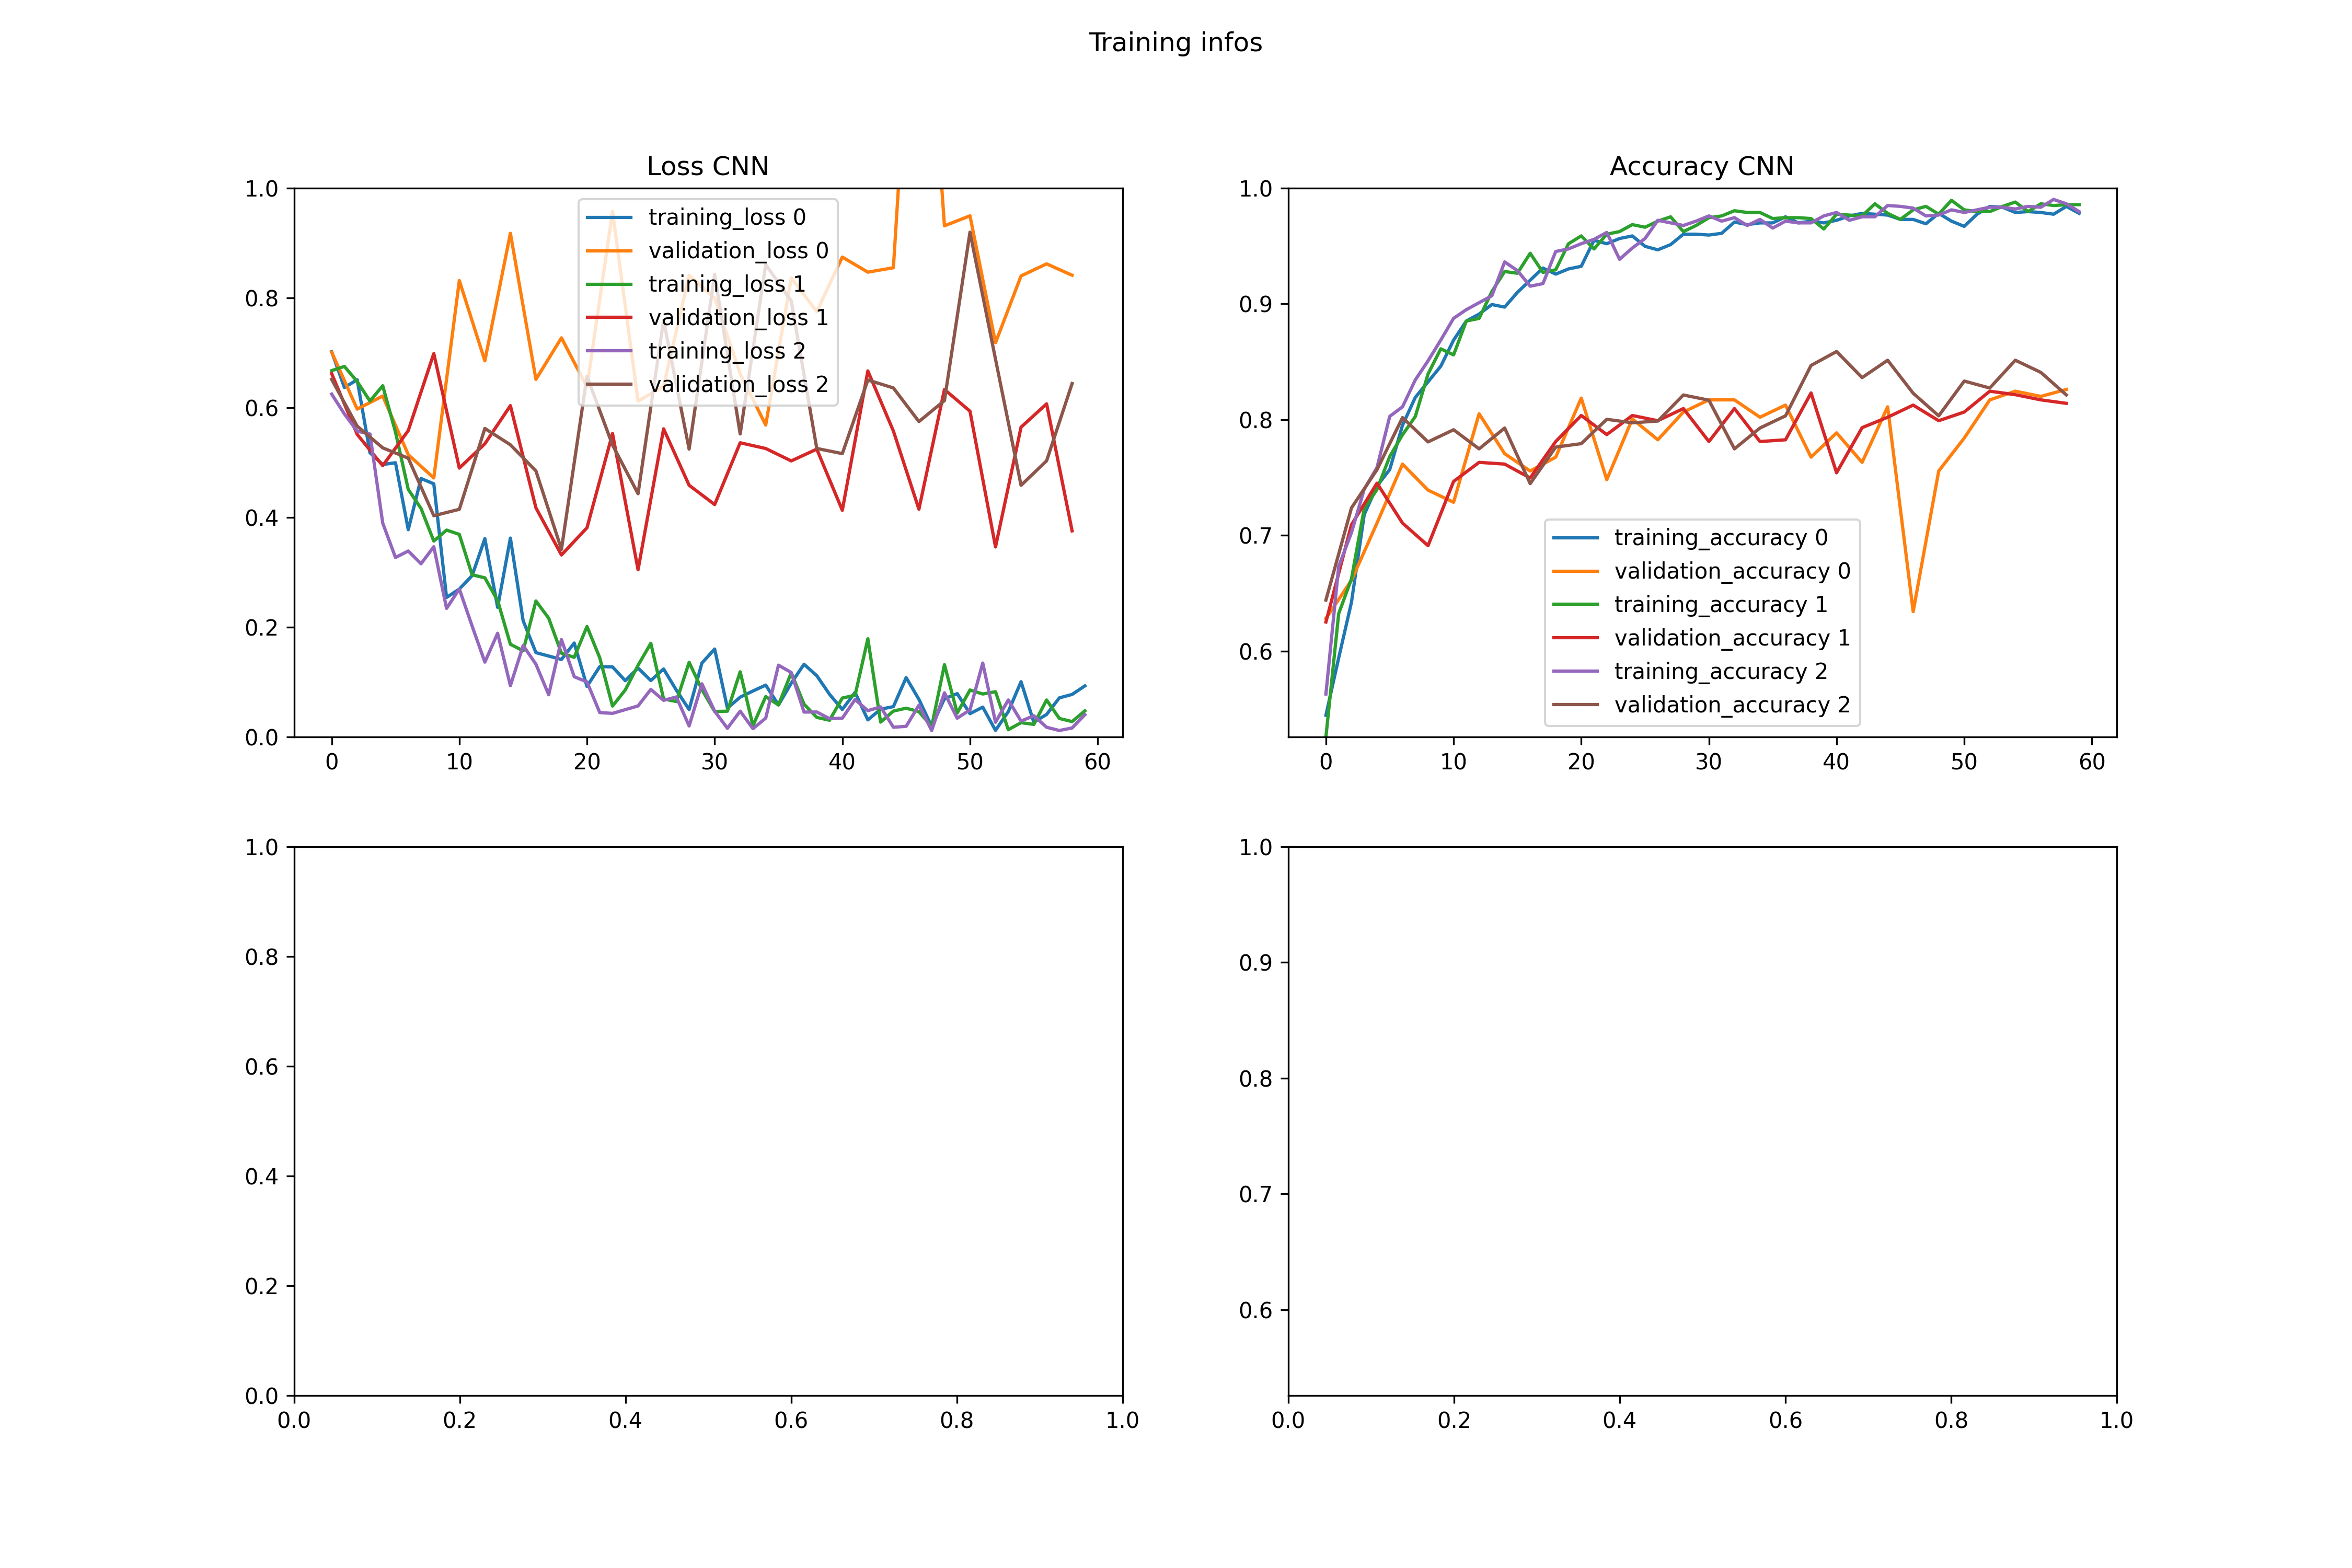 Training infos
Loss CNN
1.0
0.8
0.6
0.4
0.2
0.0
0 10 20 30 40 50 60
training_loss 0
validation_loss 0
training_loss 1
validation_loss 1
training_loss 2
validation_loss 2
Accuracy CNN
1.0
0.9
0.8
0.7
0.6
0 10 20 30 40 50 60
training_accuracy 0
validation_accuracy 0
training_accuracy 1
validation_accuracy 1
training_accuracy 2
validation_accuracy 2
1.0
0.8
0.6
0.4
0.2
0.0
0.0 0.2 0.4 0.6 0.8 1.0
1.0
0.9
0.8
0.7
0.6
0.0 0.2 0.4 0.6 0.8 1.0